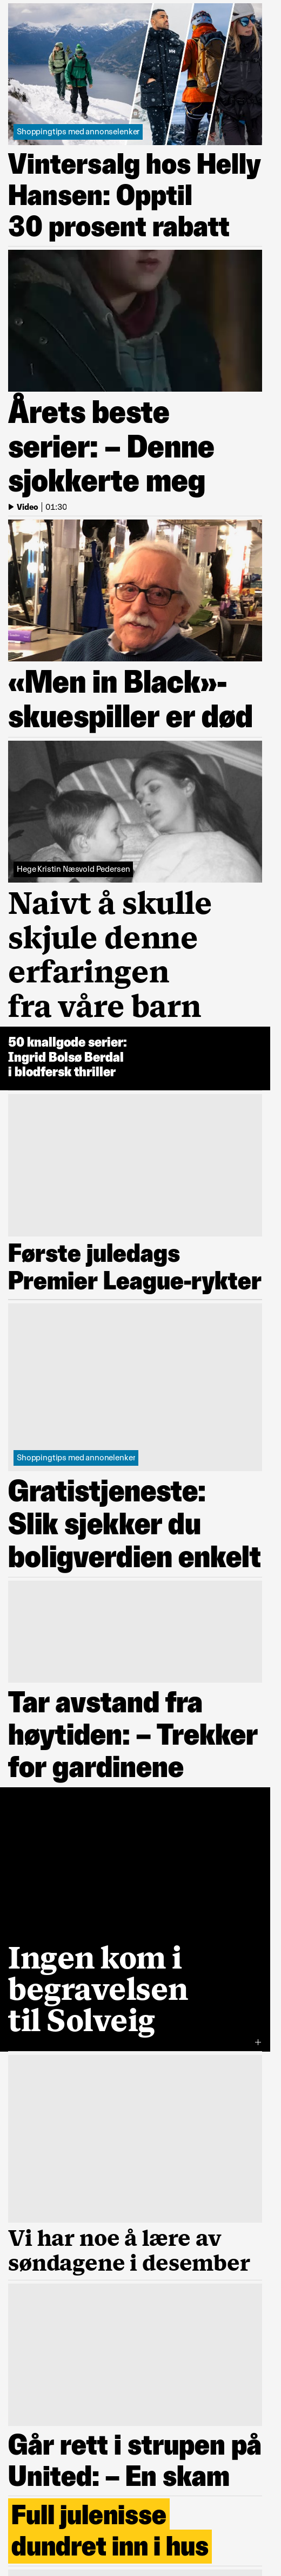 Shoppingtips med annonselenker
Vintersalg hos Helly
Hansen: Opptil
30 prosent rabatt
Årets beste
serier: – Denne
sjokkerte meg
Video | 01:30
«Men in Black»-
skuespiller er død
Hege Kristin Næsvold Pedersen
Naivt å skulle
skjule denne
erfaringen
fra våre barn
50 knallgode serier:
Ingrid Bolsø Berdal
i blodfersk thriller
Første juledags
Premier League-rykter
Shoppingtips med annonelenker
Gratistjeneste:
Slik sjekker du
boligverdien enkelt
Tar avstand fra
høytiden: – Trekker
for gardinene
Ingen kom i
begravelsen
til Solveig
+
Vi har noe å lære av
søndagene i desember
Går rett i strupen på
United: – En skam
Full julenisse
dundret inn i hus